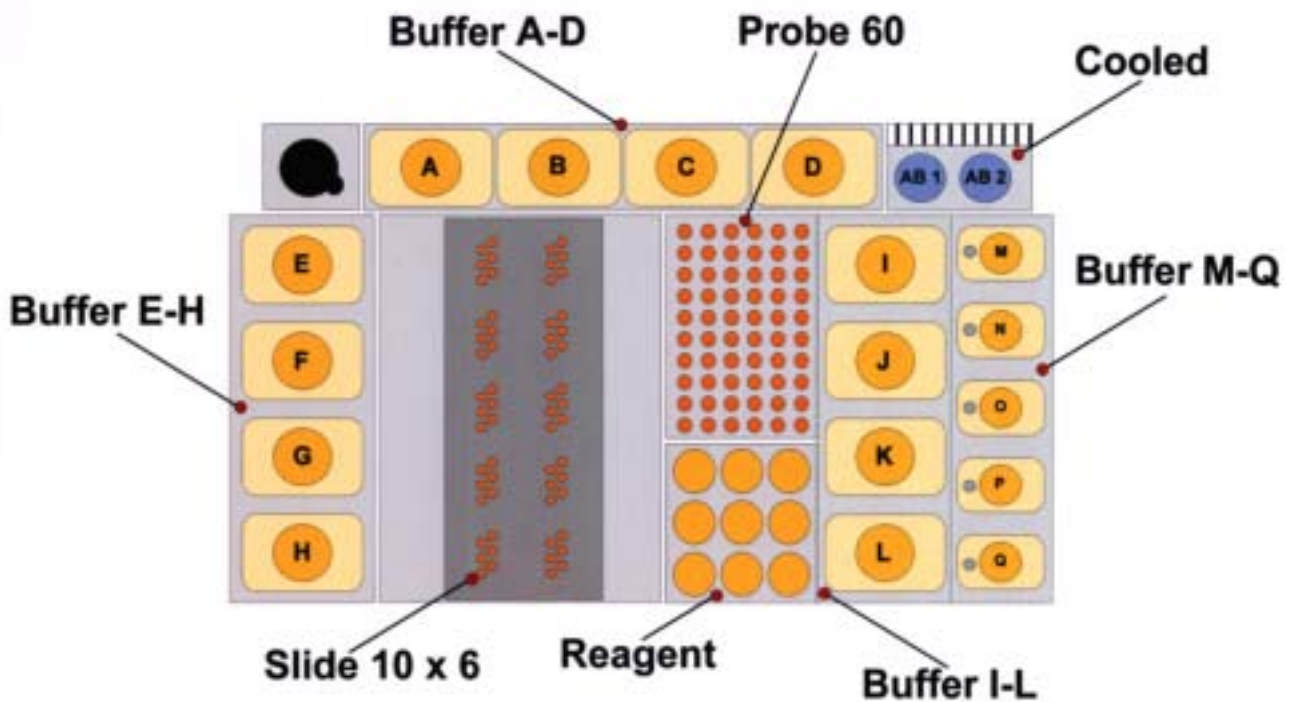 Buffer A-D
Probe 60
Cooled
A
B
C
D
AB 1
AB 2
E
F
G
H
I
J
K
L
M
N
O
P
Q
Buffer E-H
Buffer M-Q
Slide 10 x 6
Reagent
Buffer I-L